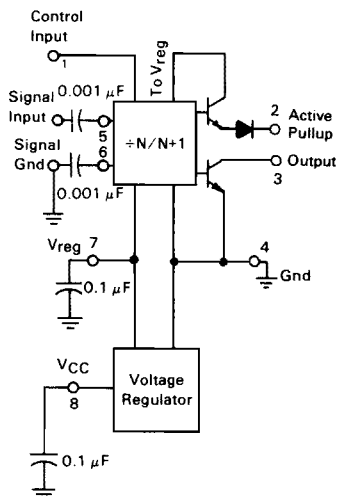 Control
Input
1
To Vreg
0.001 μF
Signal
Input
5
Signal
Gnd
6
0.001 μF
÷N/N+1
2
Active
Pullup
Output
3
Vreg
7
4
Gnd
0.1 μF
VCC
8
Voltage
Regulator
0.1 μF